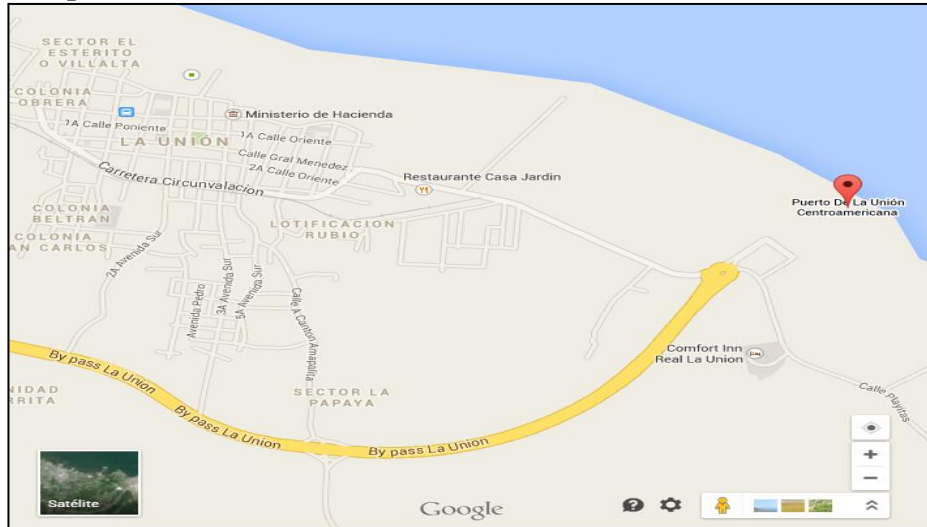 SECTOR EL
ESTERITO
O VILLALTA
COLONIA
OBRERA
Ministerio de Hacienda
1A Calle Poniente
1A Calle Oriente
LA UNIÓN
Calle Gral Menedez
2A Calle Oriente
Carretera Circunvalación
Restaurante Casa Jardin
Puerto De La Unión
Centroamericana
COLONIA
BELTRAN
LOTIFICACION
RUBIO
COLONIA
AN CARLOS
2A Avenida Sur
Avenida Pedro
3A Avenida Sur
5A Avenida Sur
Calle A Canton Amapalita
Comfort Inn
Real La Union
By pass La Union
NIDAD
RRITA
SECTOR LA
PAPAYA
Calle Playitas
By pass La Union
By pass La Union
Satélite
Google